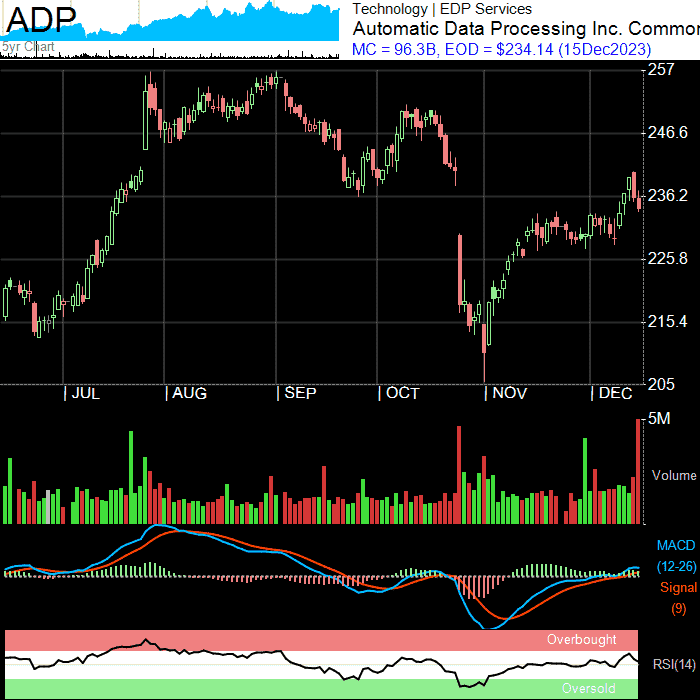 ADP
5yr Chart
Technology | EDP Services
Automatic Data Processing Inc. Common
MC = 96.3B, EOD = $234.14 (15Dec2023)
257
246.6
236.2
225.8
215.4
205
| JUL | AUG | SEP | OCT | NOV | DEC
5M
Volume
MACD
(12-26)
Signal
(9)
Overbought
RSI(14)
Oversold